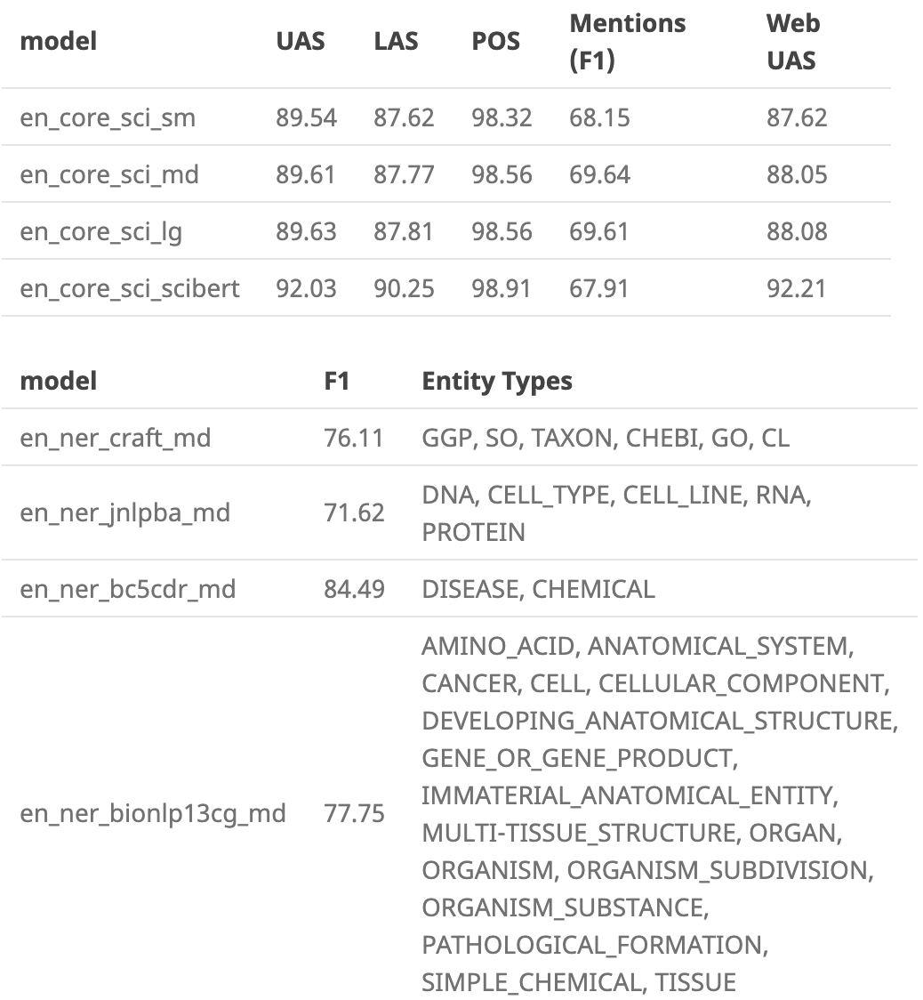 model UAS LAS POS Mentions (F1) Web UAS
en_core_sci_sm 89.54 87.62 98.32 68.15 87.62
en_core_sci_md 89.61 87.77 98.56 69.64 88.05
en_core_sci_lg 89.63 87.81 98.56 69.61 88.08
en_core_sci_scibert 92.03 90.25 98.91 67.91 92.21
model F1 Entity Types
en_ner_craft_md 76.11 GGP, SO, TAXON, CHEBI, GO, CL
en_ner_jnlpba_md 71.62 DNA, CELL_TYPE, CELL_LINE, RNA,
PROTEIN
en_ner_bc5cdr_md 84.49 DISEASE, CHEMICAL
en_ner_bionlp13cg_md 77.75 AMINO_ACID, ANATOMICAL_SYSTEM,
CANCER, CELL, CELLULAR_COMPONENT,
DEVELOPING_ANATOMICAL_STRUCTURE,
GENE_OR_GENE_PRODUCT,
IMMATERIAL_ANATOMICAL_ENTITY,
MULTI-TISSUE_STRUCTURE, ORGAN,
ORGANISM, ORGANISM_SUBDIVISION,
ORGANISM_SUBSTANCE,
PATHOLOGICAL_FORMATION,
SIMPLE_CHEMICAL, TISSUE